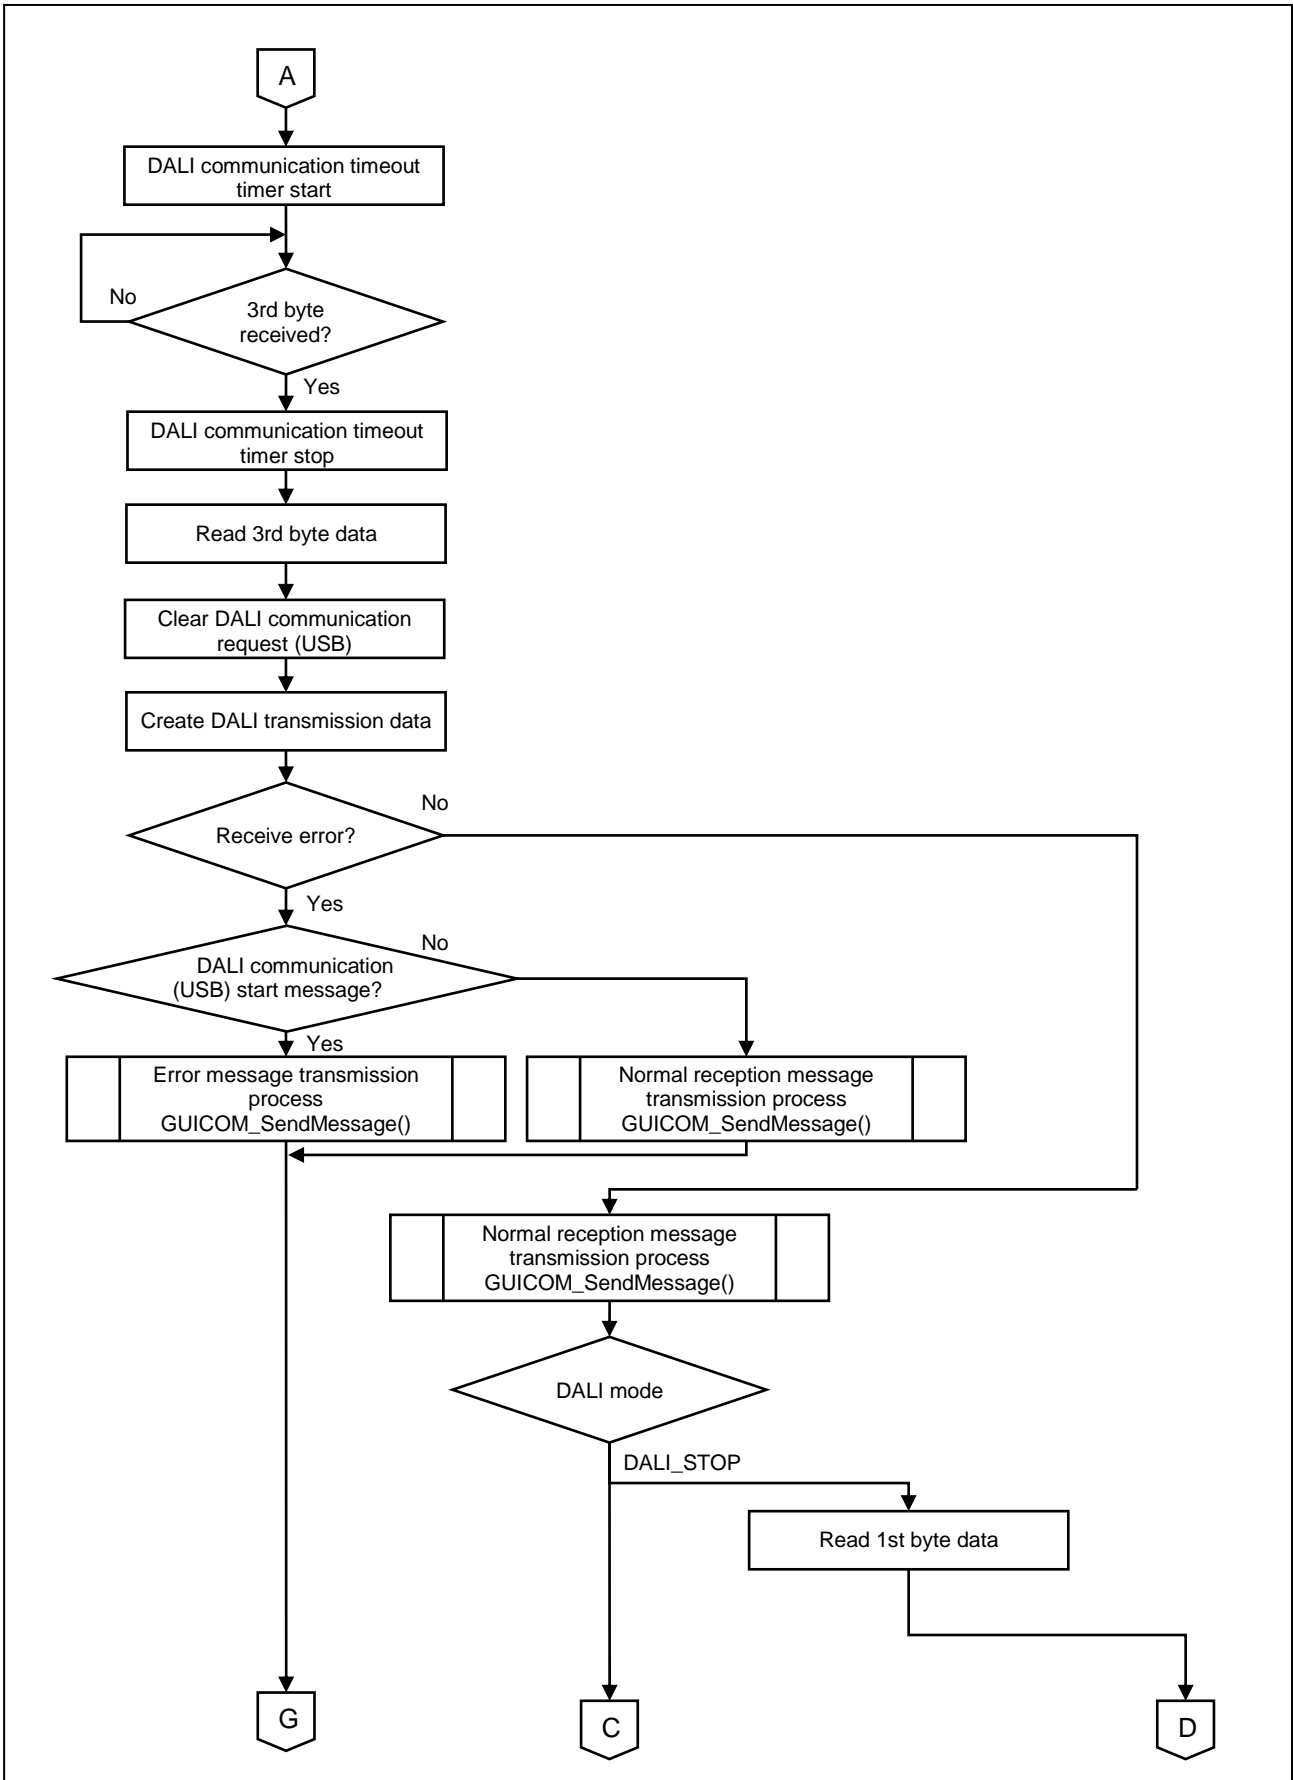 A
DALI communication timeout
timer start
No
3rd byte
received?
Yes
DALI communication timeout
timer stop
Read 3rd byte data
Clear DALI communication
request (USB)
Create DALI transmission data
No
Receive error?
Yes
No
DALI communication
(USB) start message?
Yes
Error message transmission
process
GUICOM_SendMessage()
Normal reception message
transmission process
GUICOM_SendMessage()
Normal reception message
transmission process
GUICOM_SendMessage()
DALI mode
DALI_STOP
Read 1st byte data
G
C
D